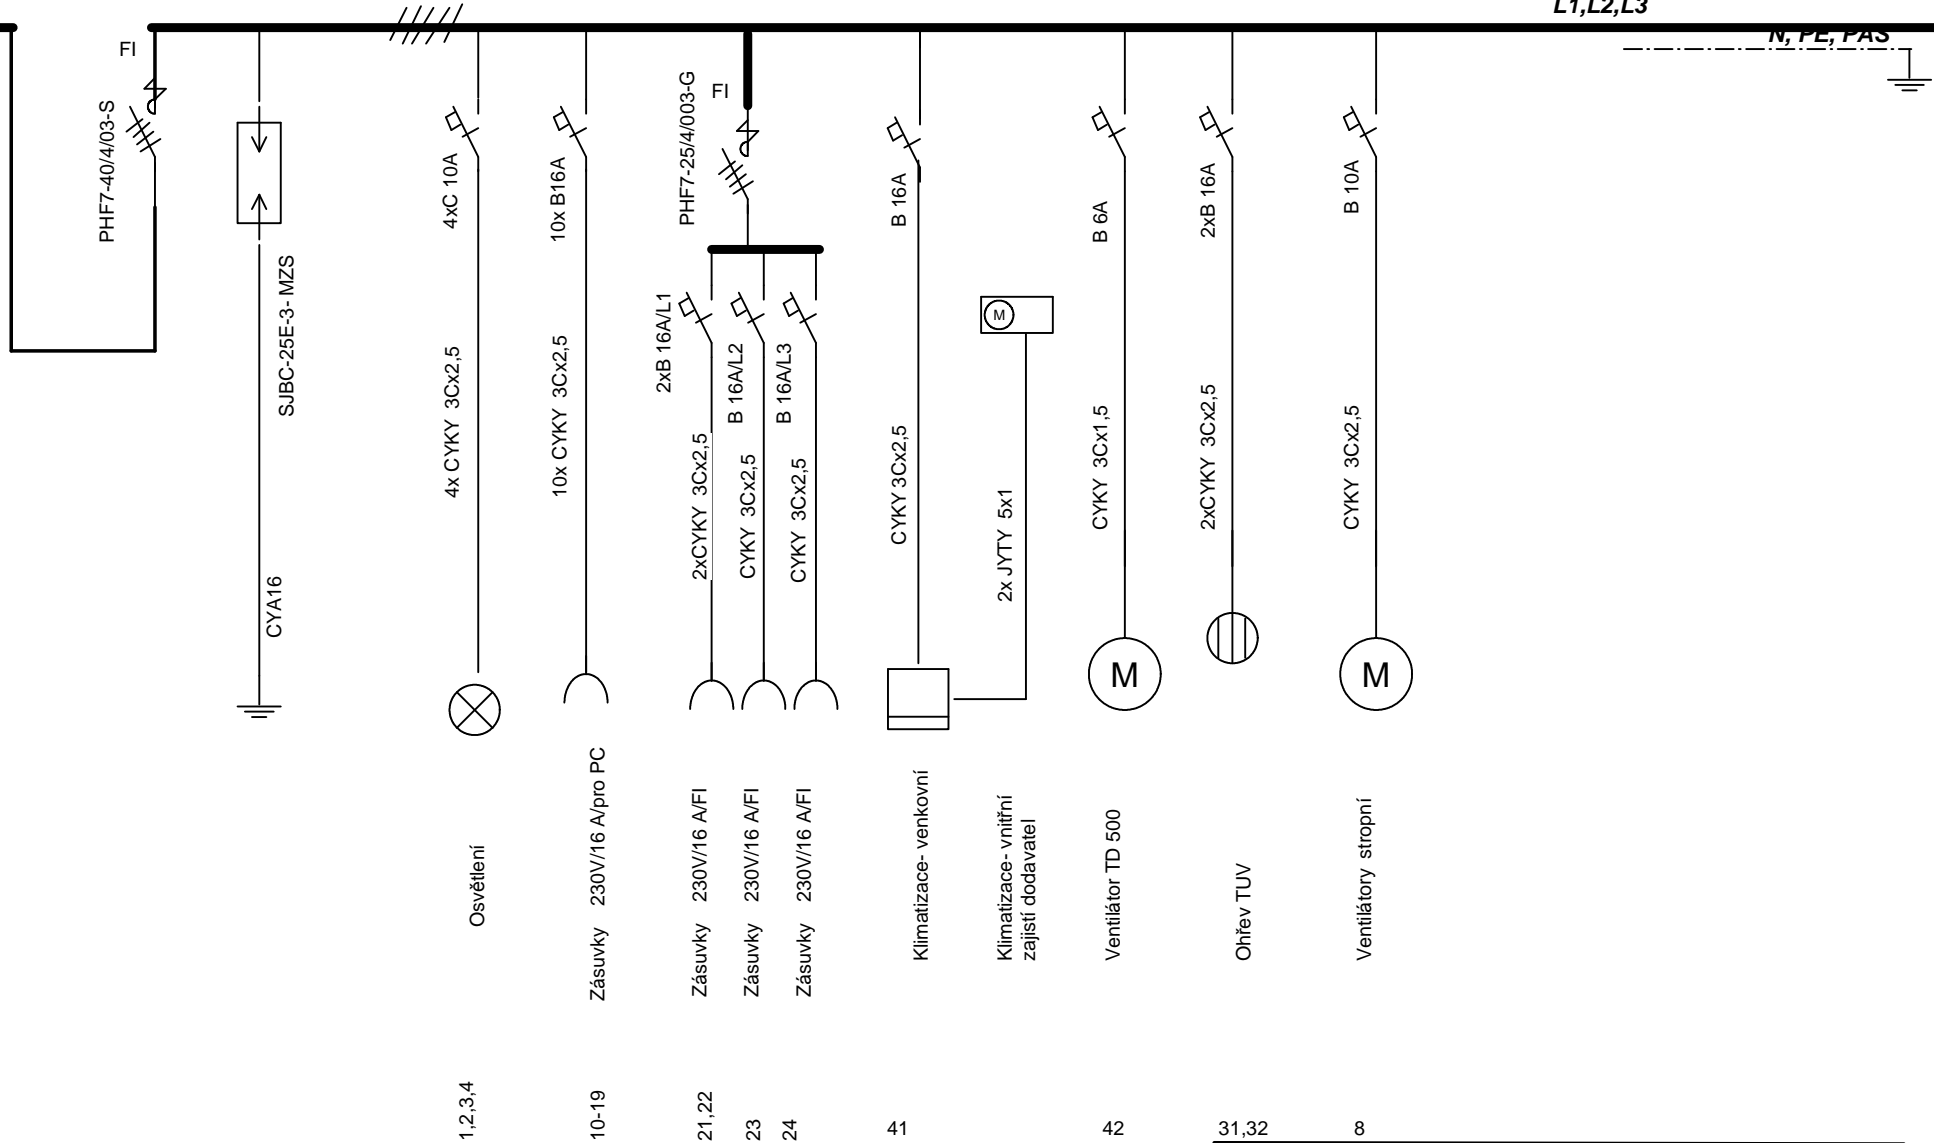 L1,L2,L3
N, PE, PAS
FI
PHF7-40/4/03-S
SJBC-25E-3- MZS
CYA16
4xC 10A
4x CYKY 3Cx2,5
Osvětlení
1,2,3,4
10x B16A
10x CYKY 3Cx2,5
Zásuvky 230V/16 A/pro PC
10-19
FI
PHF7-25/4/003-G
2xB 16A/L1
2xCYKY 3Cx2,5
Zásuvky 230V/16 A/FI
21,22
B 16A/L2
CYKY 3Cx2,5
Zásuvky 230V/16 A/FI
23
B 16A/L3
CYKY 3Cx2,5
Zásuvky 230V/16 A/FI
24
B 16A
CYKY 3Cx2,5
Klimatizace- venkovní
41
M
2x JYTY 5x1
Klimatizace- vnitřní
zajistí dodavatel
B 6A
CYKY 3Cx1,5
M
Ventilátor TD 500
42
2xB 16A
2xCYKY 3Cx2,5
Ohřev TUV
31,32
B 10A
CYKY 3Cx2,5
M
Ventilátory stropní
8